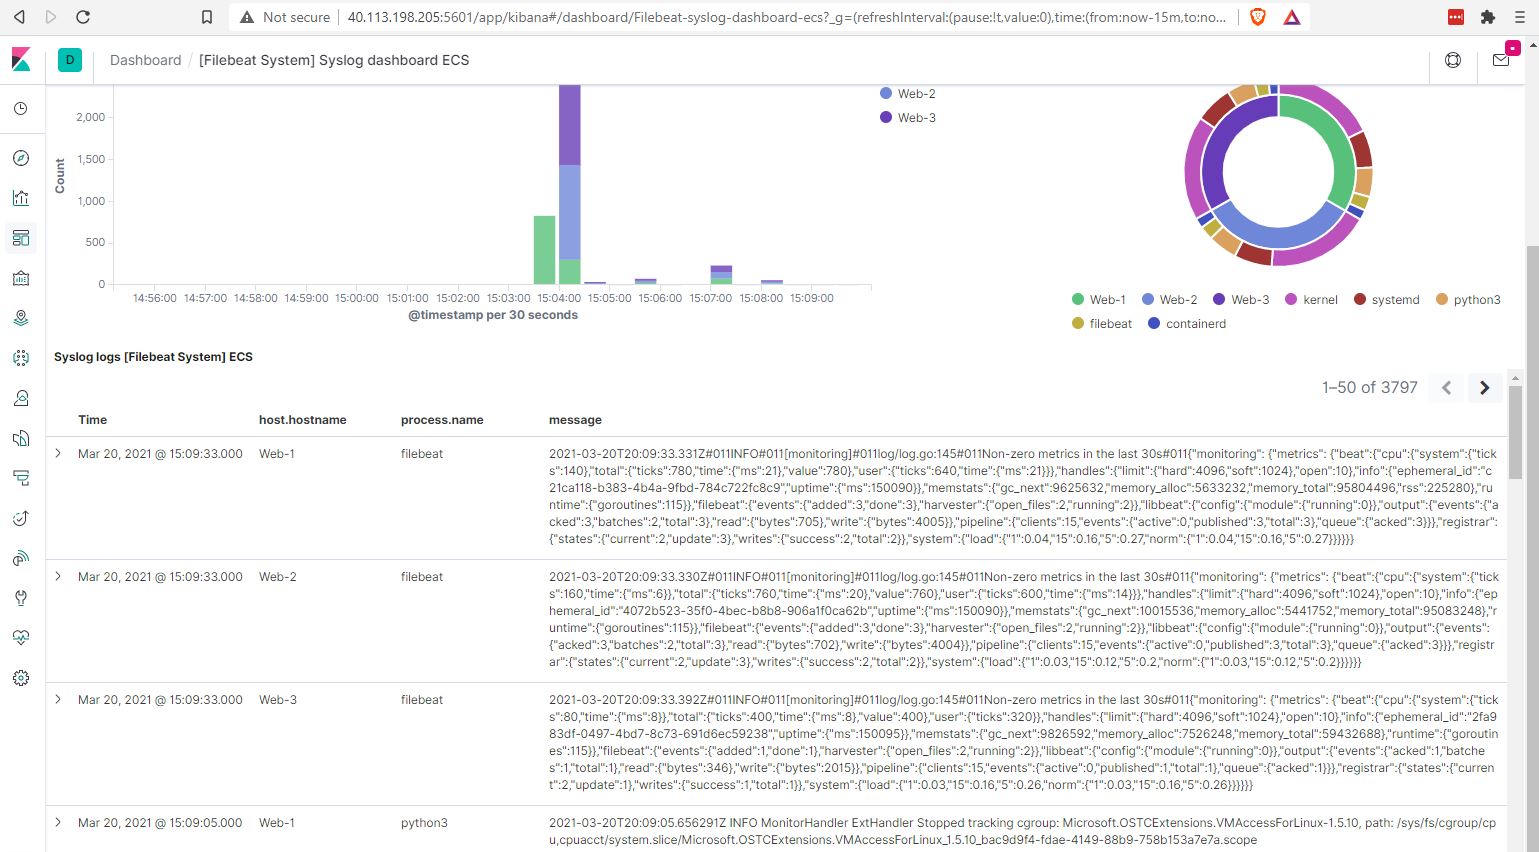 Not secure
40.113.198.205:5601/app/kibana#/dashboard/Filebeat-syslog-dashboard-ecs?_g=(refreshInterval:(pause:!t,value:0),time:(from:now-15m,to:no...
D
Dashboard / [Filebeat System] Syslog dashboard ECS
Web-2
Web-3
Count
2,000
1,500
1,000
500
0
14:56:00 14:57:00 14:58:00 14:59:00 15:00:00 15:01:00 15:02:00 15:03:00 15:04:00 15:05:00 15:06:00 15:07:00 15:08:00 15:09:00
@timestamp per 30 seconds
Web-1 Web-2 Web-3 kernel systemd python3
filebeat containerd
Syslog logs [Filebeat System] ECS
1–50 of 3797
Time host.hostname process.name message
Mar 20, 2021 @ 15:09:33.000 Web-1 filebeat 2021-03-20T20:09:33.331Z#011INFO#011[monitoring]#011log/log.go:145#011Non-zero metrics in the last 30s#011{"monitoring": {"metrics": {"beat":{"cpu":{"system":{"tick
s":140},"total":{"ticks":780,"time":{"ms":21},"value":780},"user":{"ticks":640,"time":{"ms":21}}},"handles":{"limit":{"hard":4096,"soft":1024},"open":10},"info":{"ephemeral_id":"c
21ca118-b383-4b4a-9fbd-784c722fc8c9","uptime":{"ms":150090}},"memstats":{"gc_next":9625632,"memory_alloc":5633232,"memory_total":95804496,"rss":225280},"ru
ntime":{"goroutines":115}},"filebeat":{"events":{"added":3,"done":3},"harvester":{"open_files":2,"running":2}},"libbeat":{"config":{"module":{"running":0}},"output":{"events":{"a
cked":3,"batches":2,"total":3},"read":{"bytes":705},"write":{"bytes":4005}},"pipeline":{"clients":15,"events":{"active":0,"published":3,"total":3},"queue":{"acked":3}}},"registrar":
{"states":{"current":2,"update":3},"writes":{"success":2,"total":2}},"system":{"load":{"1":0.04,"15":0.16,"5":0.27,"norm":{"1":0.04,"15":0.16,"5":0.27}}}}}}
Mar 20, 2021 @ 15:09:33.000 Web-2 filebeat 2021-03-20T20:09:33.330Z#011INFO#011[monitoring]#011log/log.go:145#011Non-zero metrics in the last 30s#011{"monitoring": {"metrics": {"beat":{"cpu":{"system":{"tick
s":160,"time":{"ms":6}},"total":{"ticks":760,"time":{"ms":20},"value":760},"user":{"ticks":600,"time":{"ms":14}}},"handles":{"limit":{"hard":4096,"soft":1024},"open":10},"info":{"ep
hemeral_id":"4072b523-35f0-4bec-b8b8-906a1f0ca62b","uptime":{"ms":150090}},"memstats":{"gc_next":10015536,"memory_alloc":5441752,"memory_total":95083248},"r
untime":{"goroutines":115}},"filebeat":{"events":{"added":3,"done":3},"harvester":{"open_files":2,"running":2}},"libbeat":{"config":{"module":{"running":0}},"output":{"events":
{"acked":3,"batches":2,"total":3},"read":{"bytes":702},"write":{"bytes":4004}},"pipeline":{"clients":15,"events":{"active":0,"published":3,"total":3},"queue":{"acked":3}}},"regist
rar":{"states":{"current":2,"update":3},"writes":{"success":2,"total":2}},"system":{"load":{"1":0.03,"15":0.12,"5":0.2,"norm":{"1":0.03,"15":0.12,"5":0.2}}}}}}
Mar 20, 2021 @ 15:09:33.000 Web-3 filebeat 2021-03-20T20:09:33.392Z#011INFO#011[monitoring]#011log/log.go:145#011Non-zero metrics in the last 30s#011{"monitoring": {"metrics": {"beat":{"cpu":{"system":{"tick
s":80,"time":{"ms":8}},"total":{"ticks":400,"time":{"ms":8},"value":400},"user":{"ticks":320}},"handles":{"limit":{"hard":4096,"soft":1024},"open":10},"info":{"ephemeral_id":"2fa9
83df-0497-4bd7-8c73-691d6ec59238","uptime":{"ms":150095}},"memstats":{"gc_next":9826592,"memory_alloc":7526248,"memory_total":59432688},"runtime":{"gorouti
nes":115}},"filebeat":{"events":{"added":1,"done":1},"harvester":{"open_files":2,"running":2}},"libbeat":{"config":{"module":{"running":0}},"output":{"events":{"acked":1,"batche
s":1,"total":1},"read":{"bytes":346},"write":{"bytes":2015}},"pipeline":{"clients":15,"events":{"active":0,"published":1,"total":1},"queue":{"acked":1}}},"registrar":{"states":{"curren
t":2,"update":1},"writes":{"success":1,"total":1}},"system":{"load":{"1":0.03,"15":0.16,"5":0.26,"norm":{"1":0.03,"15":0.16,"5":0.26}}}}}}
Mar 20, 2021 @ 15:09:05.000 Web-1 python3 2021-03-20T20:09:05.656291Z INFO MonitorHandler ExtHandler Stopped tracking cgroup: Microsoft.OSTCExtensions.VMAccessForLinux-1.5.10, path: /sys/fs/cgroup/cp
u,cpuacct/system.slice/Microsoft.OSTCExtensions.VMAccessForLinux_1.5.10_bac9d9f4-fdae-4149-88b9-758b153a7e7a.scope